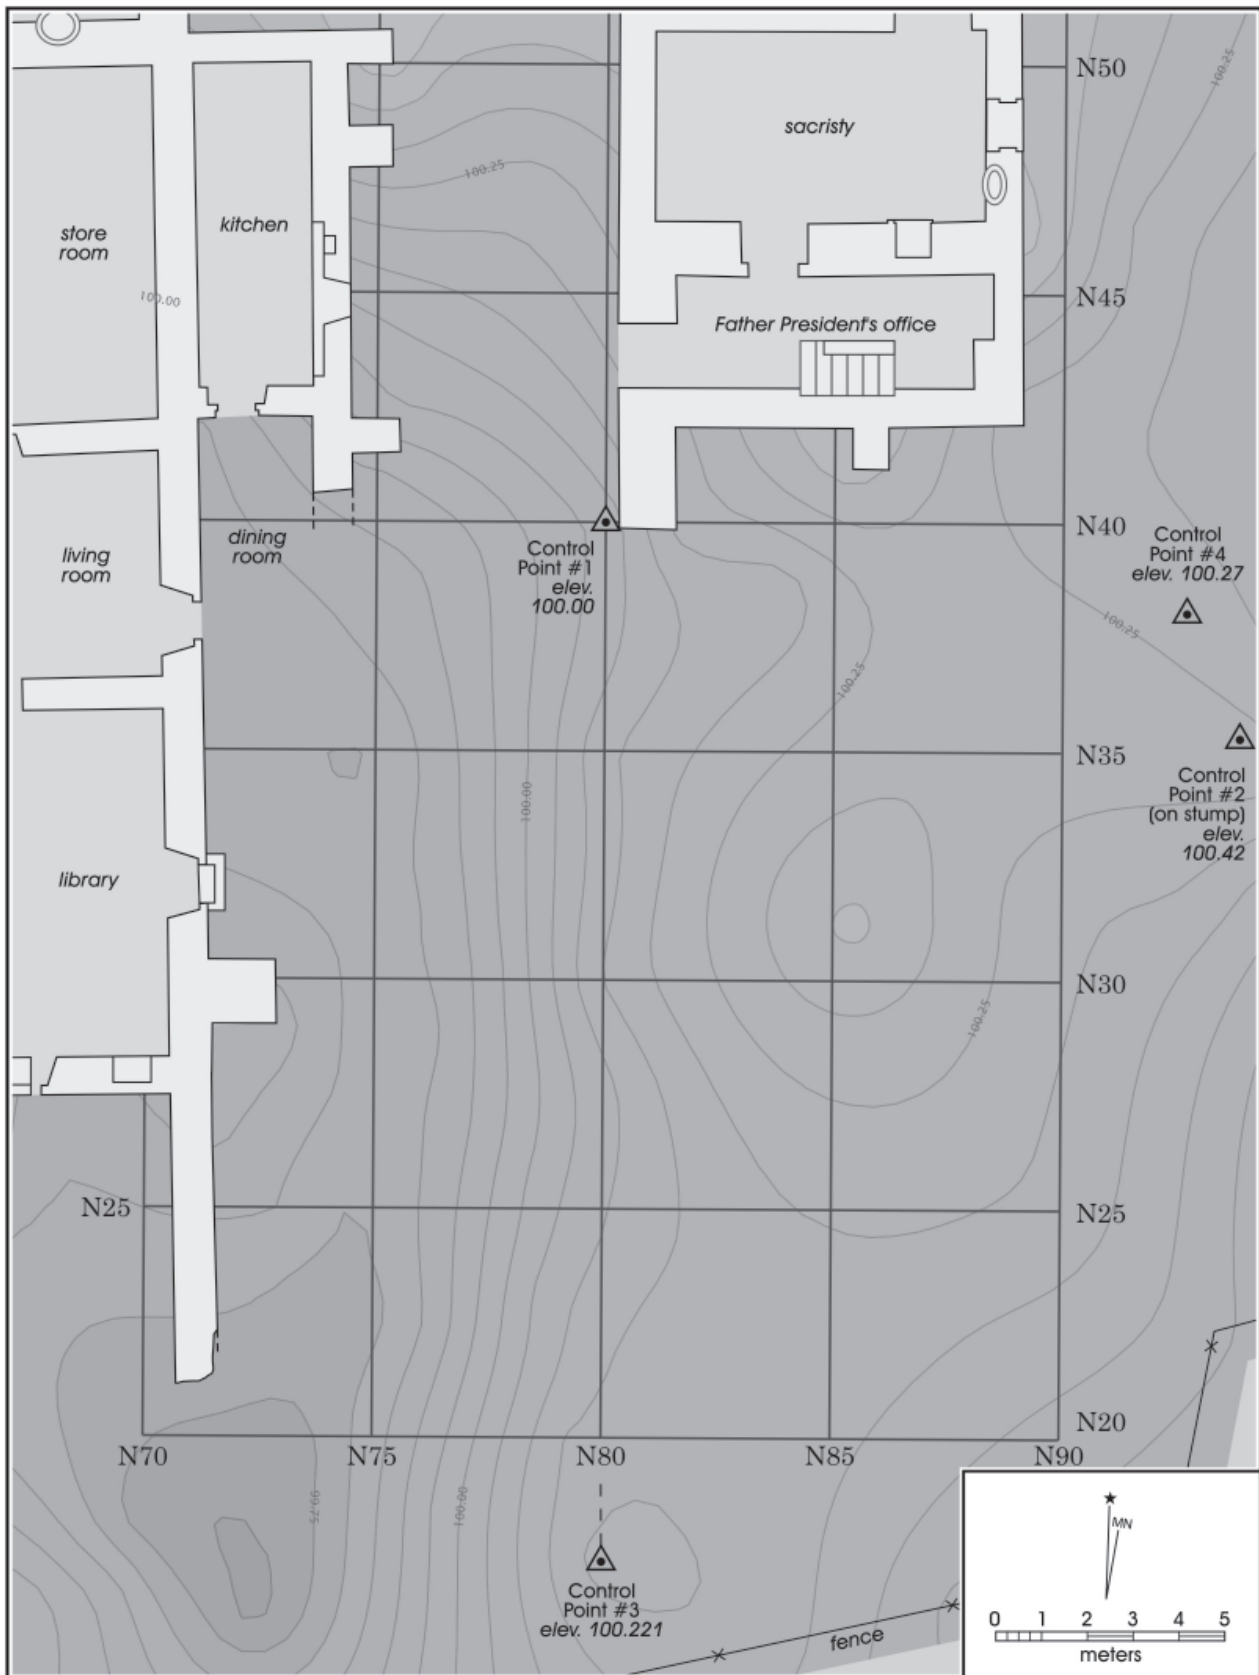 N50
100.25
sacristy
100.25
kitchen
store
room
100.00
N45
Father President's office
N40
dining
room
living
room
Control
Point #1
elev.
100.00
Control
Point #4
elev. 100.27
100.25
100.25
N35
100.00
Control
Point #2
(on stump)
elev.
100.42
library
N30
100.25
N25
N25
N20
N70
N75
N80
N85
N90
99.75
100.00
MN
Control
Point #3
elev. 100.221
fence
0 1 2 3 4 5
meters